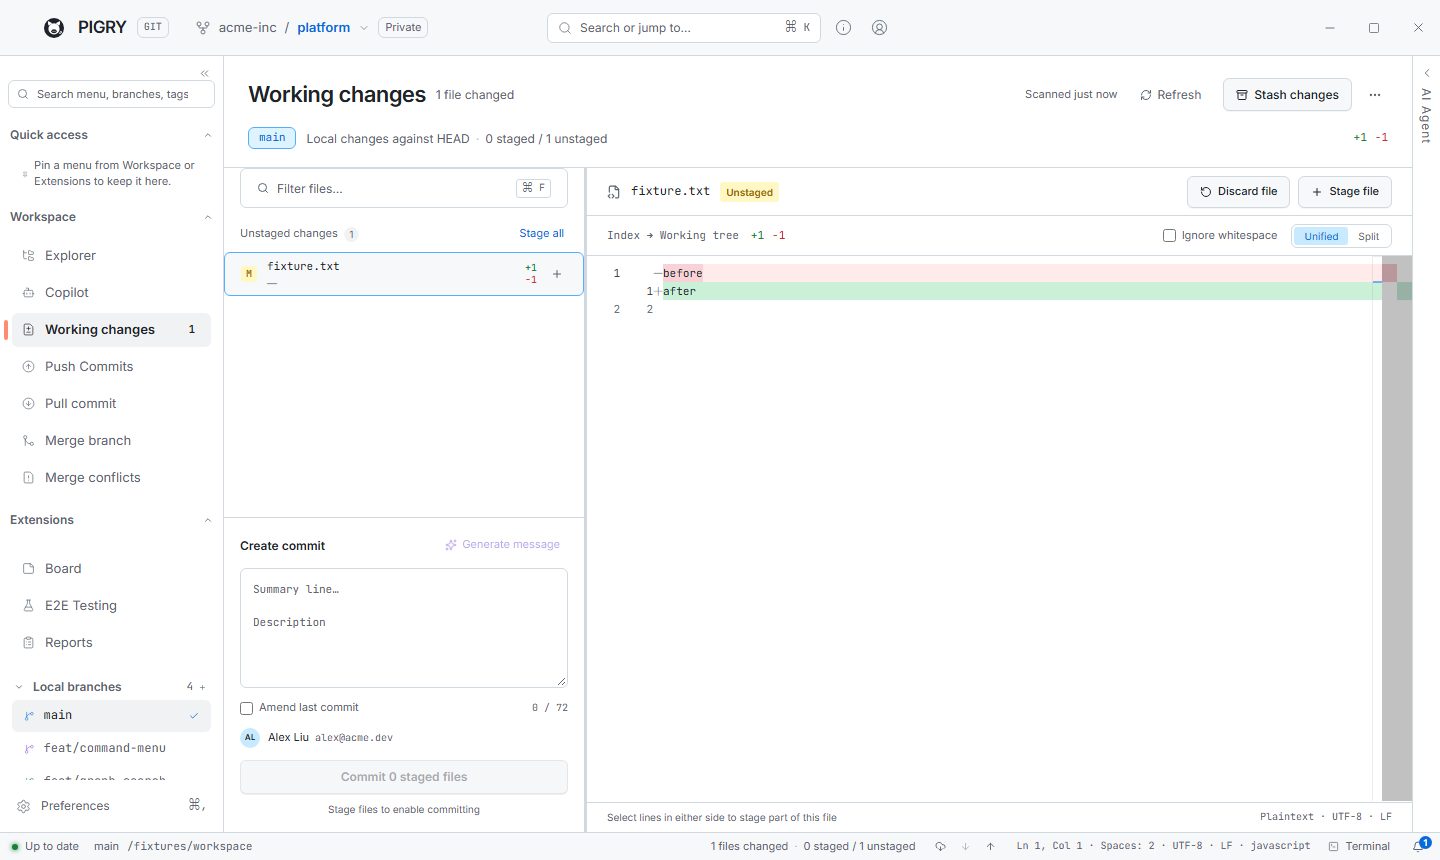 PIGRY GIT acme-inc / platform Private Search or jump to... ⌘ K
Search menu, branches, tags
Quick access
Pin a menu from Workspace or
Extensions to keep it here.
Workspace
Explorer
Copilot
Working changes 1
Push Commits
Pull commit
Merge branch
Merge conflicts
Extensions
Board
E2E Testing
Reports
Local branches 4 +
main
feat/command-menu
Preferences ⌘,
Working changes 1 file changed
Scanned just now Refresh Stash changes ...
main Local changes against HEAD · 0 staged / 1 unstaged +1 -1
Filter files... ⌘ F
Unstaged changes 1 Stage all
M fixture.txt +1 -1 +
—
Create commit Generate message
Summary line…
Description
Amend last commit 0 / 72
AL Alex Liu alex@acme.dev
Commit 0 staged files
Stage files to enable committing
fixture.txt Unstaged Discard file + Stage file
Index → Working tree +1 -1 Ignore whitespace Unified Split
1 −before
1 +after
2 2
Select lines in either side to stage part of this file Plaintext · UTF-8 · LF
AI Agent
Up to date main /fixtures/workspace 1 files changed · 0 staged / 1 unstaged Ln 1, Col 1 · Spaces: 2 · UTF-8 · LF · javascript Terminal 1